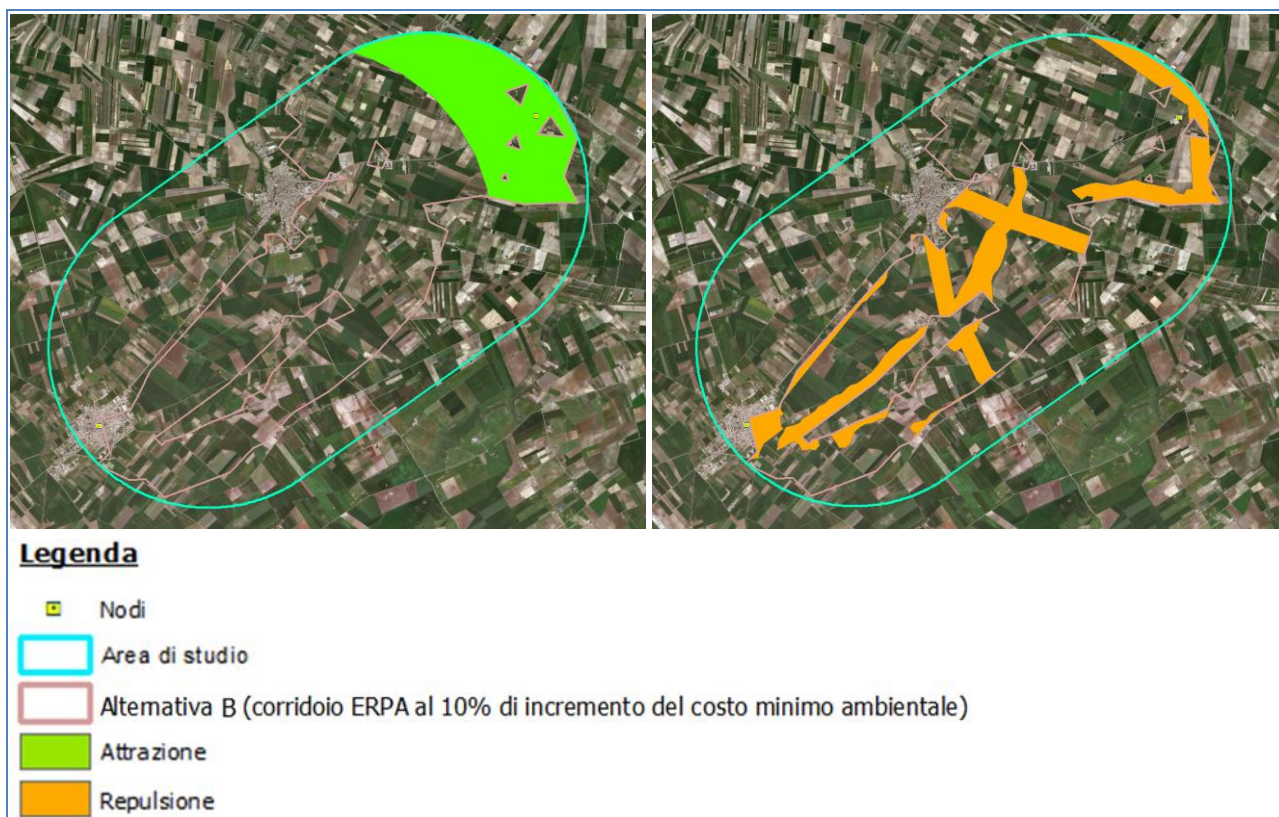 Legenda
Nodi
Area di studio
Alternativa B (corridoio ERPA al 10% di incremento del costo minimo ambientale)
Attrazione
Repulsione